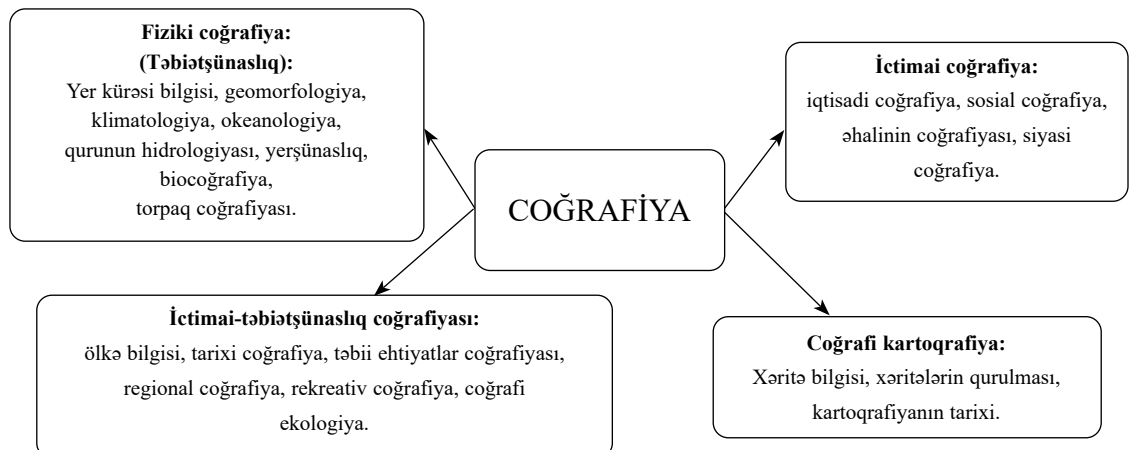 Fiziki coğrafiya:
(Təbiətşünaslıq):
Yer kürəsi bilgisi, geomorfologiya,
klimatologiya, okeanologiya,
qurunun hidrologiyası, yerşünaslıq,
biocoğrafiya,
torpaq coğrafiyası.
İctimai coğrafiya:
iqtisadi coğrafiya, sosial coğrafiya,
əhalinin coğrafiyası, siyasi
coğrafiya.
COĞRAFİYA
İctimai-təbiətşünaslıq coğrafiyası:
ölkə bilgisi, tarixi coğrafiya, təbii ehtiyatlar coğrafiyası,
regional coğrafiya, rekreativ coğrafiya, coğrafi
ekologiya.
Coğrafi kartoqrafiya:
Xəritə bilgisi, xəritələrin qurulması,
kartoqrafiyanın tarixi.